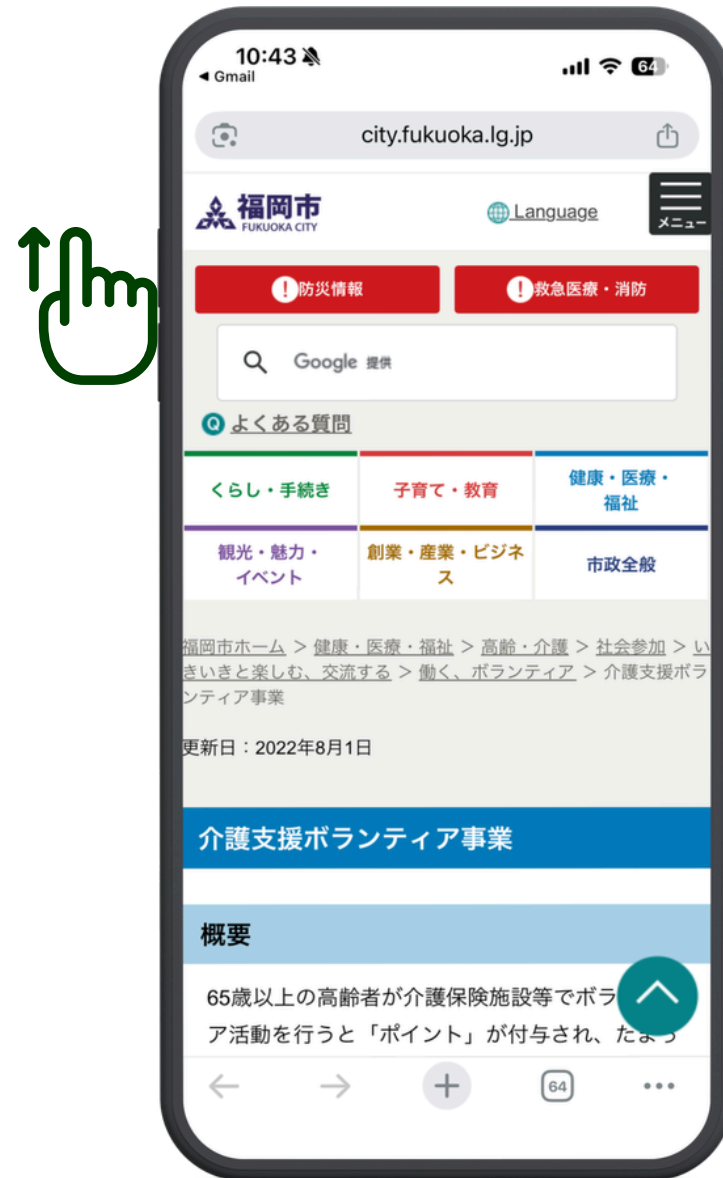 10:43
◀ Gmail
64
city.fukuoka.lg.jp
福岡市
FUKUOKA CITY
Language
メニュー
!防災情報
!救急医療・消防
Google 提供
Q よくある質問
くらし・手続き
子育て・教育
健康・医療・
福祉
観光・魅力・
イベント
創業・産業・ビジネ
ス
市政全般
福岡市ホーム > 健康・医療・福祉 > 高齢・介護 > 社会参加 > い
きいきと楽しむ、交流する > 働く、ボランティア > 介護支援ボラ
ンティア事業
更新日：2022年8月1日
介護支援ボランティア事業
概要
65歳以上の高齢者が介護保険施設等でボラ
ア活動を行うと「ポイント」が付与され、たまっ
64